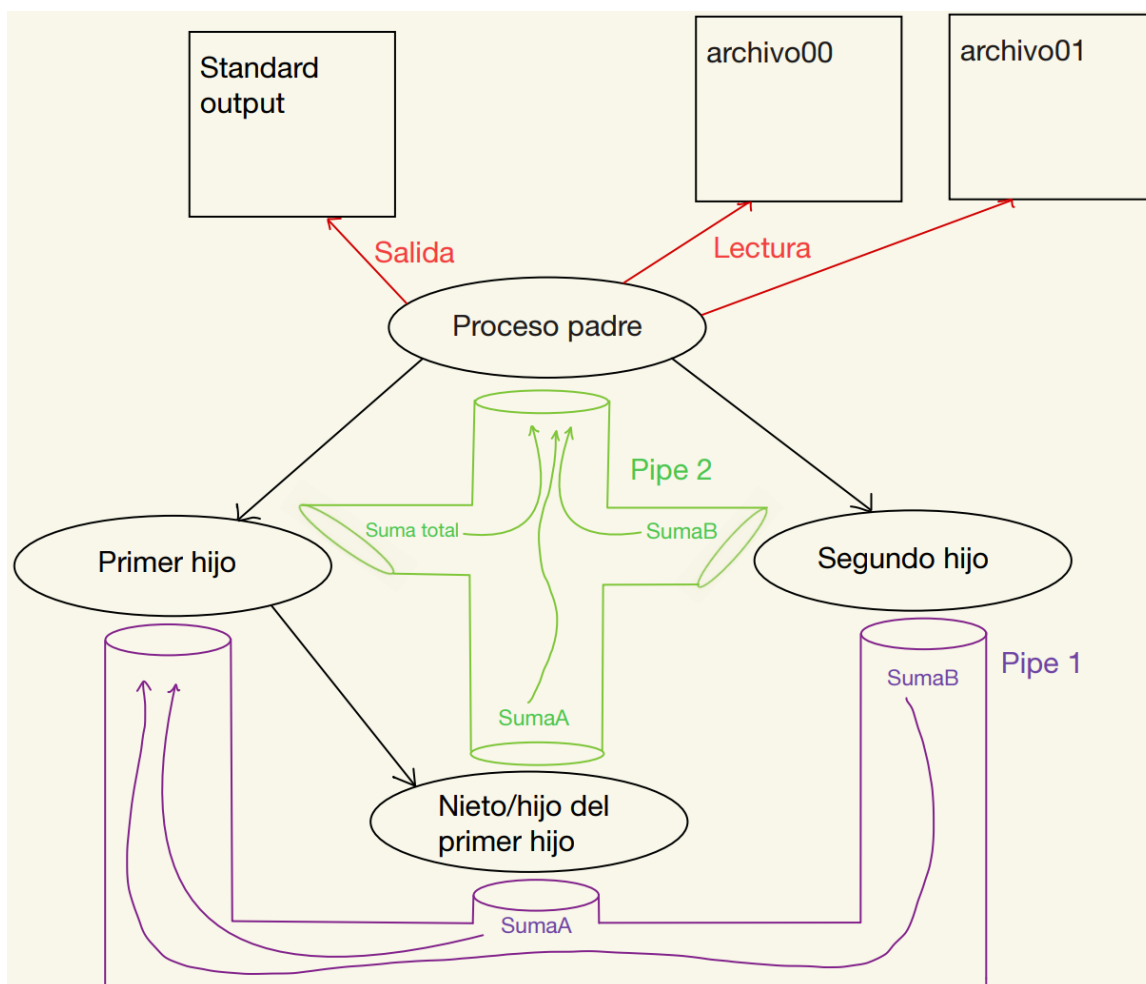 Standard
output
archivo00
archivo01
Salida
Lectura
Proceso padre
Pipe 2
Suma total
SumaB
Primer hijo
Segundo hijo
Pipe 1
SumaB
SumaA
Nieto/hijo del
primer hijo
SumaA